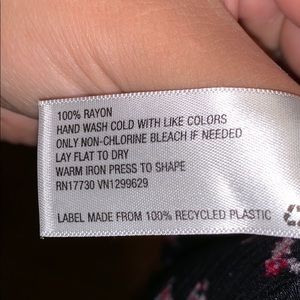 100% RAYON
HAND WASH COLD WITH LIKE COLORS
ONLY NON-CHLORINE BLEACH IF NEEDED
LAY FLAT TO DRY
WARM IRON PRESS TO SHAPE
RN17730 VN1299629
LABEL MADE FROM 100% RECYCLED PLASTIC